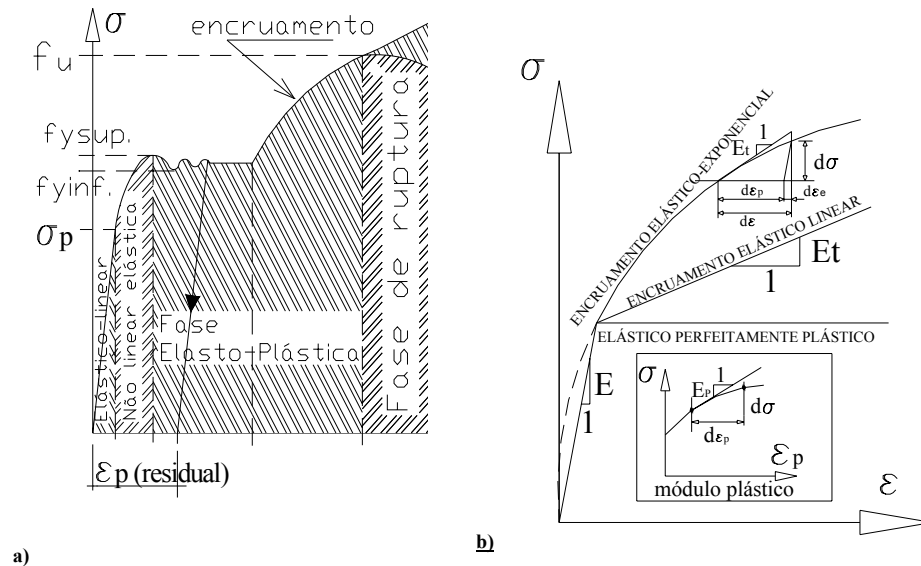 σ
encruamento
fu
fysup.
fyinf.
σp
Elástico-linear
Não linear elástica
Fase
Elasto-Plástica
Fase de ruptura
εp (residual)
a)
σ
ENCRUAMENTO ELÁSTICO-EXPONENCIAL
1
Et
dσ
dεp
dεe
dε
ENCRUAMENTO ELÁSTICO LINEAR
Et
1
ELÁSTICO PERFEITAMENTE PLÁSTICO
E
1
σ
1
EP
dσ
dεp
εp
módulo plástico
ε
b)